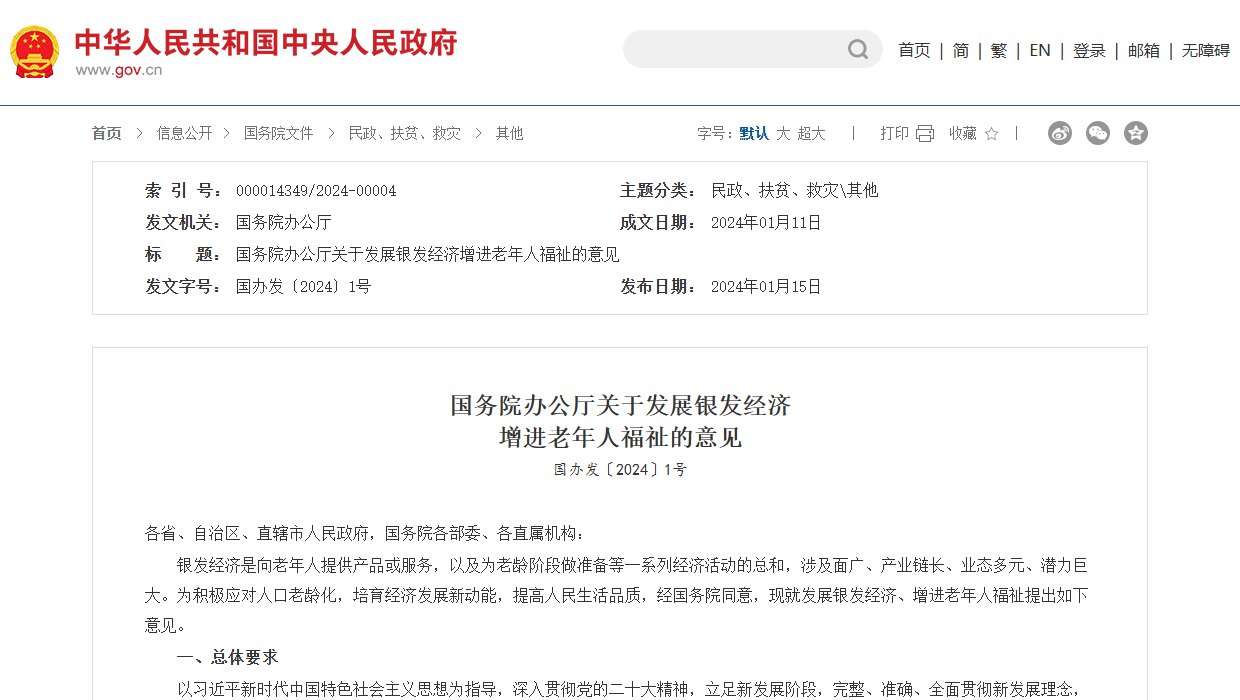 中华人民共和国中央人民政府
www.gov.cn
首页 | 简 | 繁 | EN | 登录 | 邮箱 | 无障碍
首页 > 信息公开 > 国务院文件 > 民政、扶贫、救灾 > 其他
字号：默认 大 超大 | 打印 收藏 |
索 引 号： 000014349/2024-00004 主题分类： 民政、扶贫、救灾\其他
发文机关： 国务院办公厅 成文日期： 2024年01月11日
标 题： 国务院办公厅关于发展银发经济增进老年人福祉的意见
发文字号： 国办发〔2024〕1号 发布日期： 2024年01月15日
国务院办公厅关于发展银发经济
增进老年人福祉的意见
国办发〔2024〕1号
各省、自治区、直辖市人民政府，国务院各部委、各直属机构：
银发经济是向老年人提供产品或服务，以及为老龄阶段做准备等一系列经济活动的总和，涉及面广、产业链长、业态多元、潜力巨
大。为积极应对人口老龄化，培育经济发展新动能，提高人民生活品质，经国务院同意，现就发展银发经济、增进老年人福祉提出如下
意见。
一、总体要求
以习近平新时代中国特色社会主义思想为指导，深入贯彻党的二十大精神，立足新发展阶段，完整、准确、全面贯彻新发展理念，